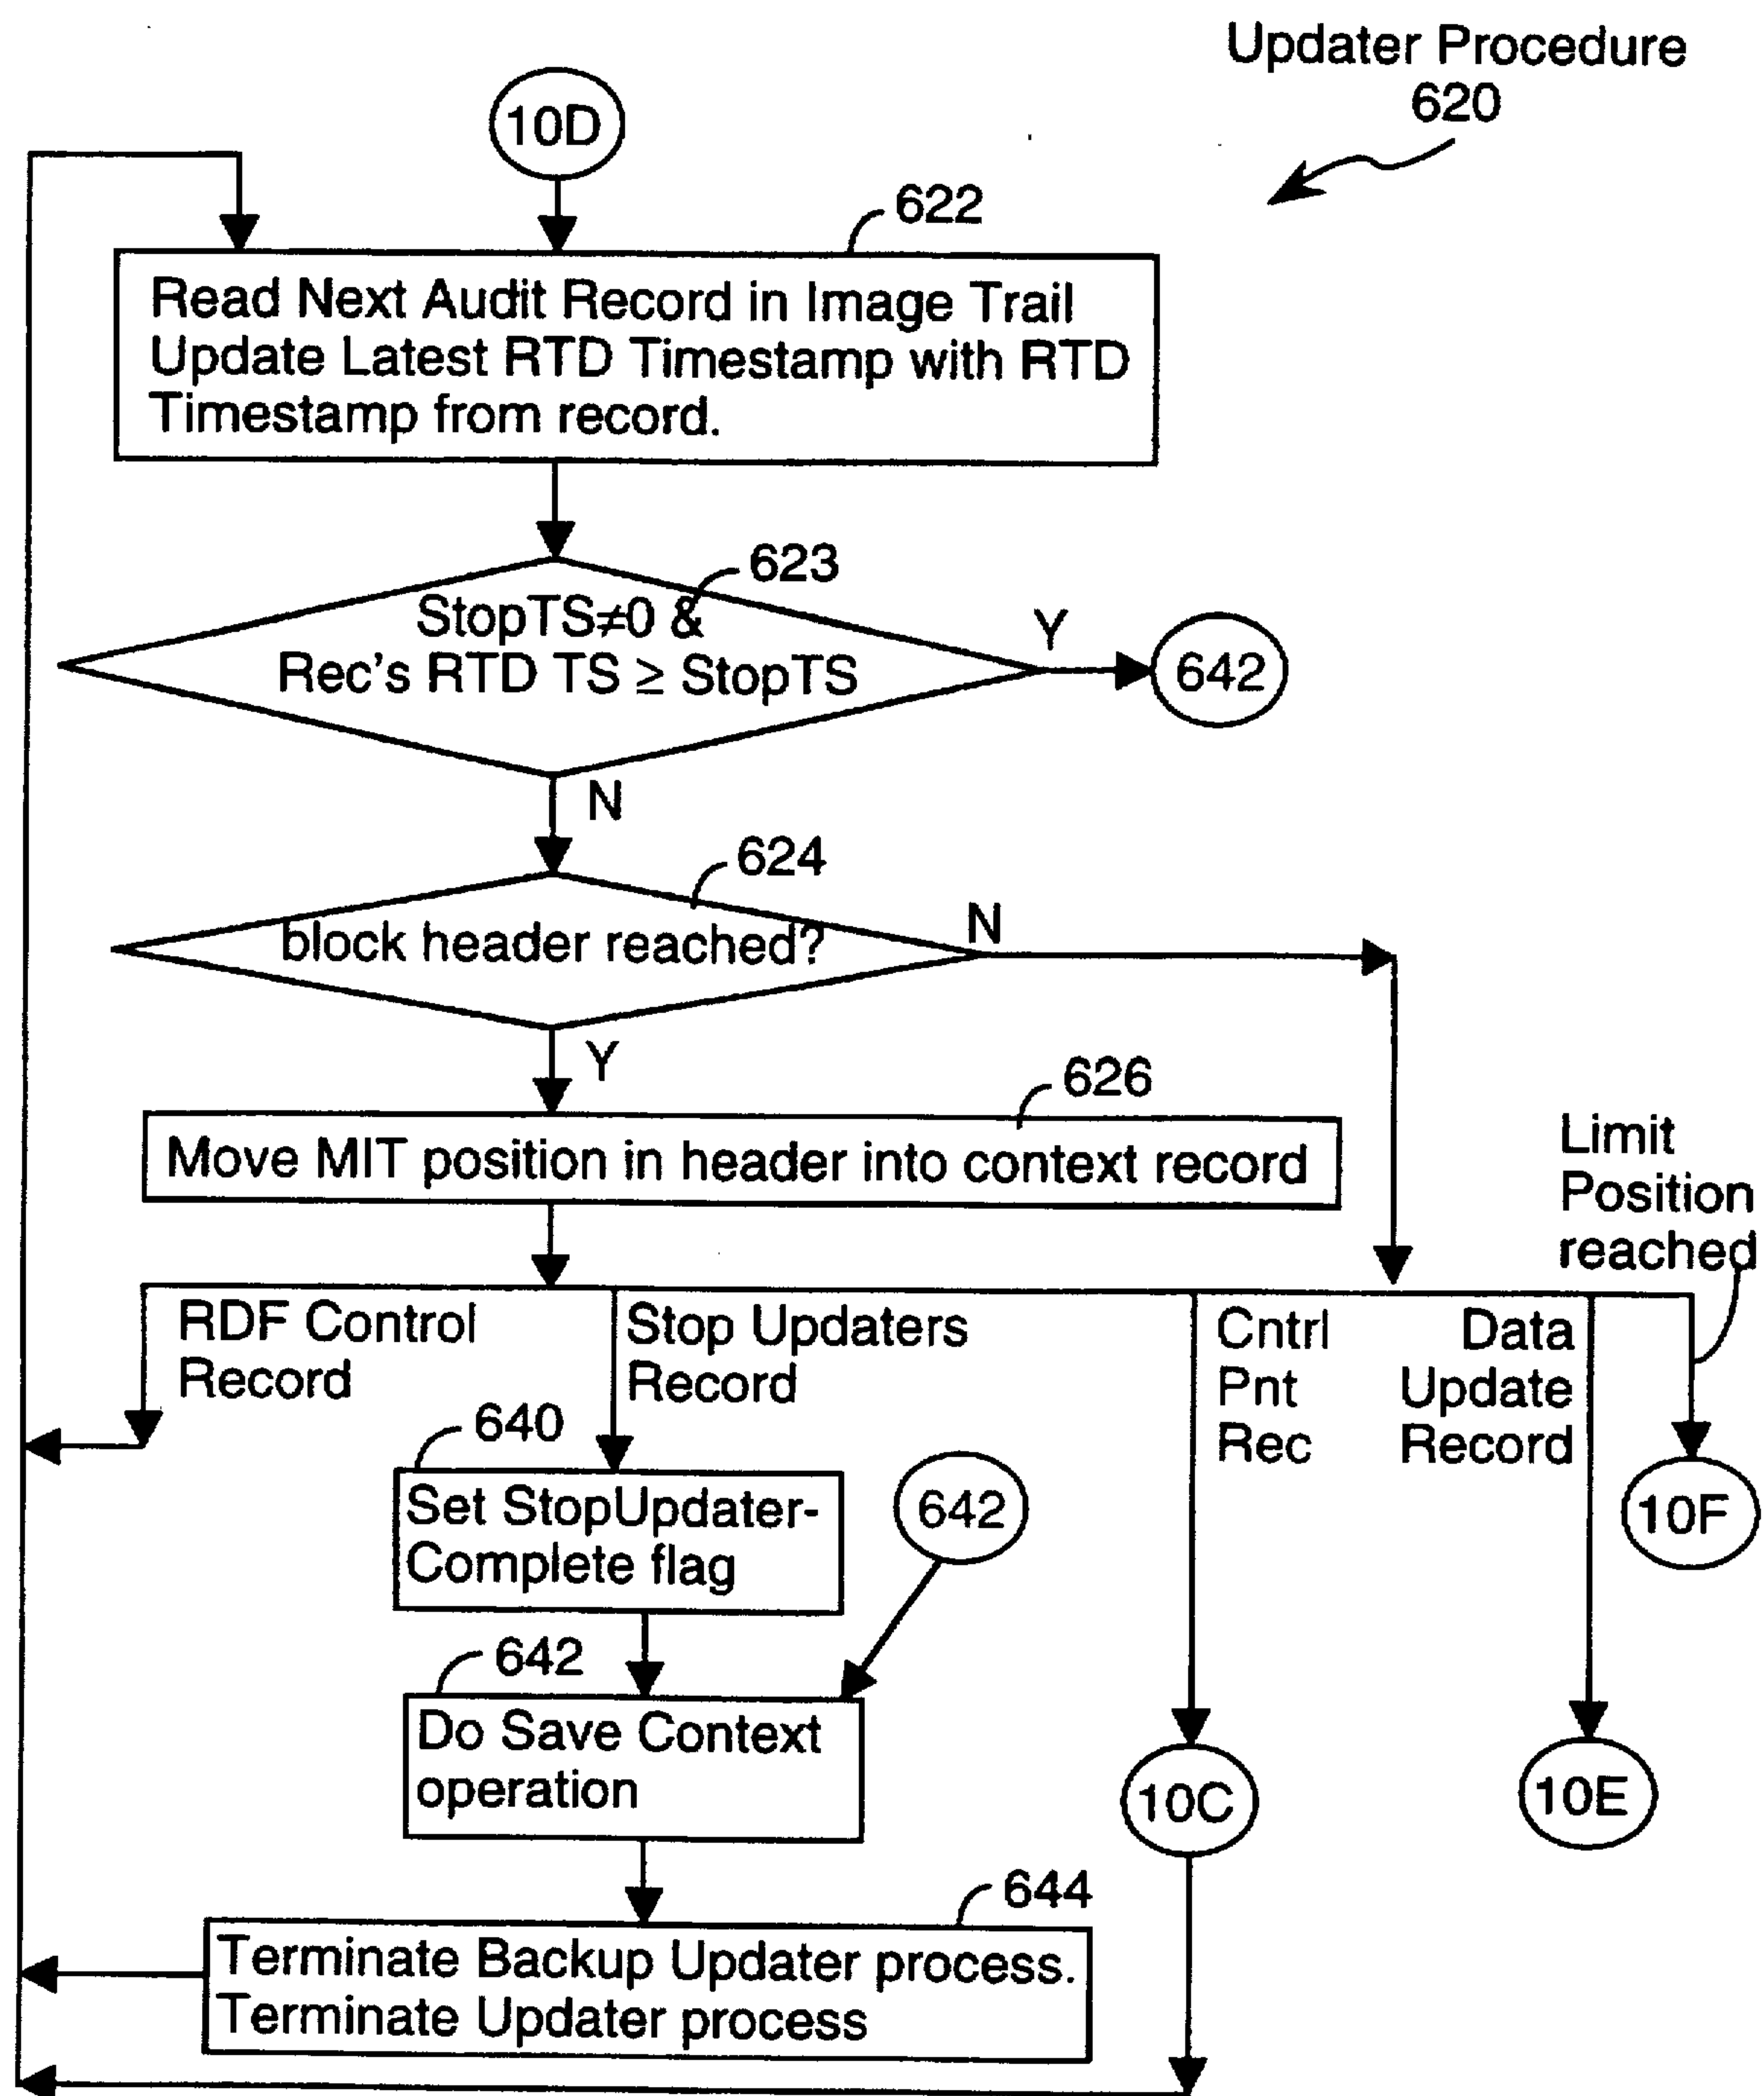 Updater Procedure
620
10D
622
Read Next Audit Record in Image Trail
Update Latest RTD Timestamp with RTD
Timestamp from record.
623
StopTS≠0 &
Rec's RTD TS ≥ StopTS
Y
642
N
624
block header reached?
N
Y
626
Move MIT position in header into context record
Limit
Position
reached
RDF Control
Record
Stop Updaters
Record
Cntrl
Pnt
Rec
Data
Update
Record
640
Set StopUpdater-
Complete flag
642
10F
642
Do Save Context
operation
10C
10E
644
Terminate Backup Updater process.
Terminate Updater process